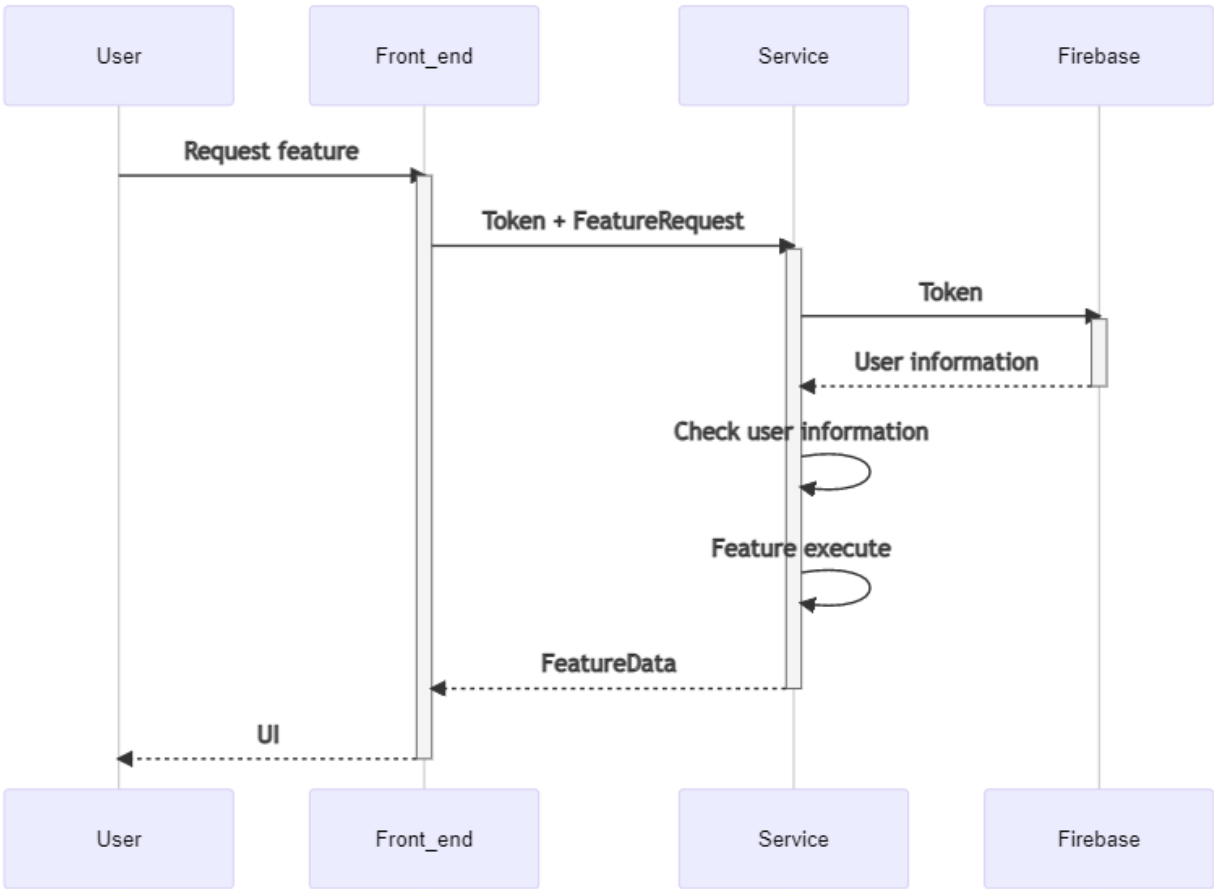 User
Front_end
Service
Firebase
Request feature
Token + FeatureRequest
Token
User information
Check user information
Feature execute
FeatureData
UI
User
Front_end
Service
Firebase